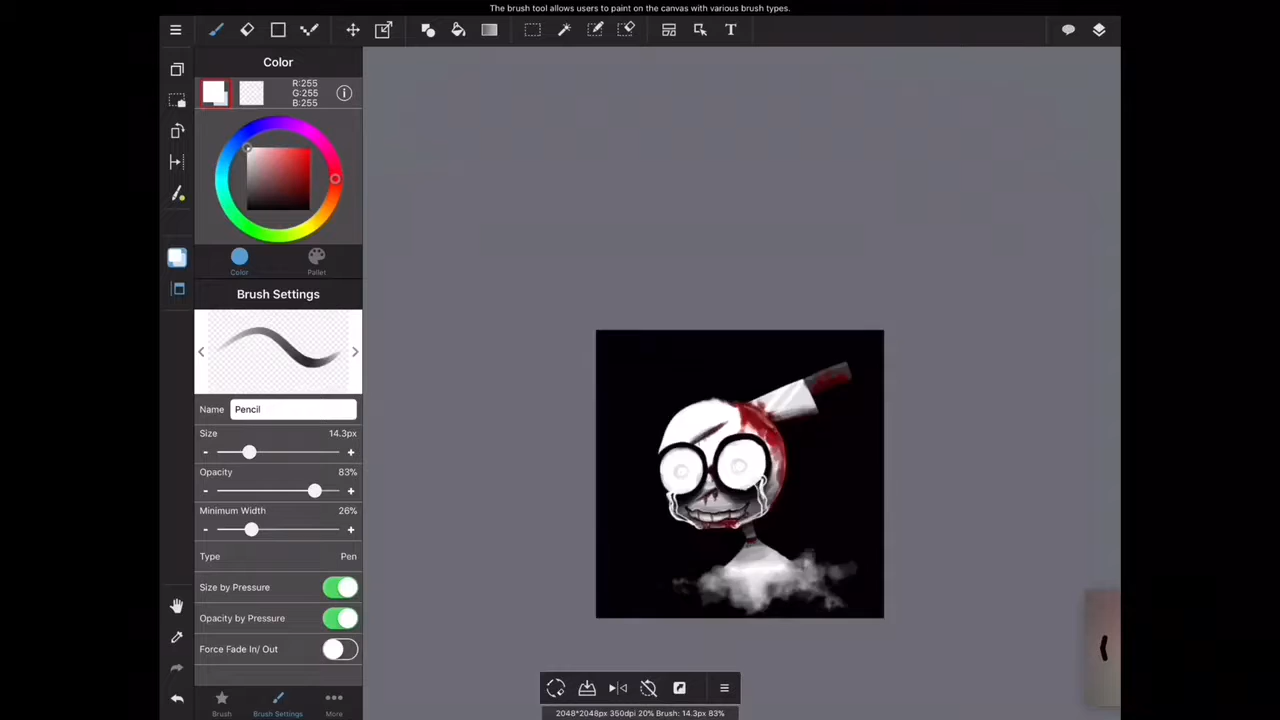 The brush tool allows users to paint on the canvas with various brush types.
T
Color
R:255
G:255
B:255
Color
Pallet
Brush Settings
Name Pencil
Size 14.3px
- +
Opacity 83%
- +
Minimum Width 26%
- +
Type Pen
Size by Pressure
Opacity by Pressure
Force Fade In/ Out
Brush
Brush Settings
More
2048*2048px 350dpi 20% Brush: 14.3px 83%